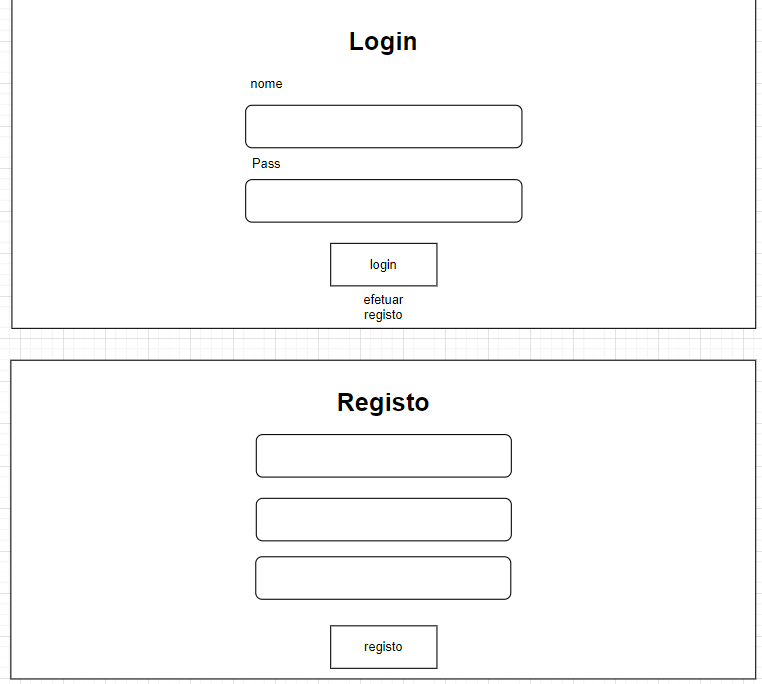 Login
nome
Pass
login
efetuar
registo
Registo
registo